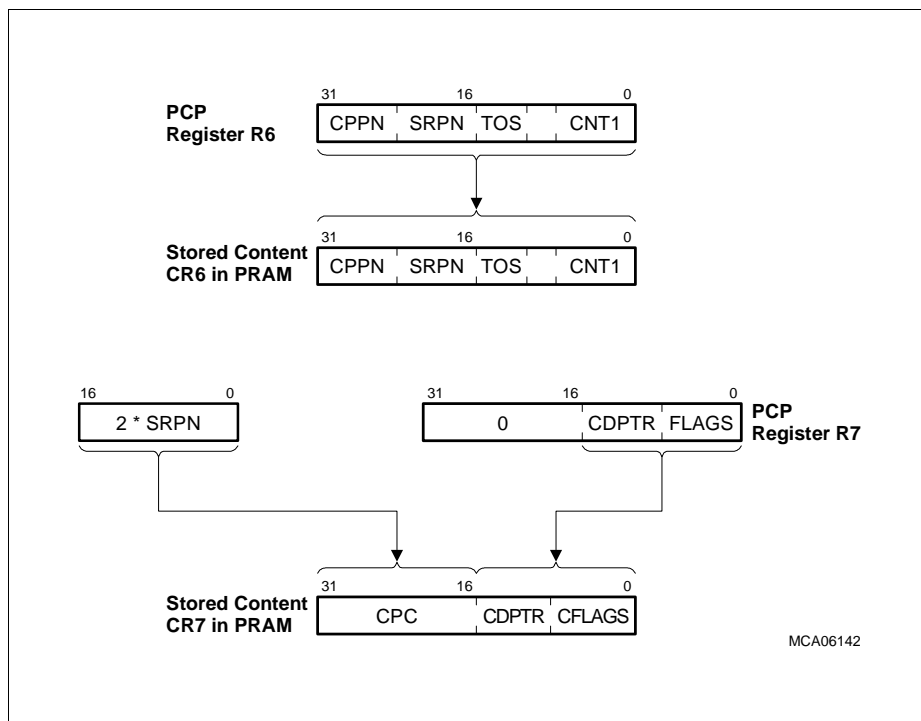 31 16 0
PCP
Register R6
CPPN SRPN TOS CNT1
31 16 0
Stored Content
CR6 in PRAM
CPPN SRPN TOS CNT1
16 0
2 * SRPN
31 16 0
0 CDPTR FLAGS
PCP
Register R7
31 16 0
Stored Content
CR7 in PRAM
CPC CDPTR CFLAGS
MCA06142